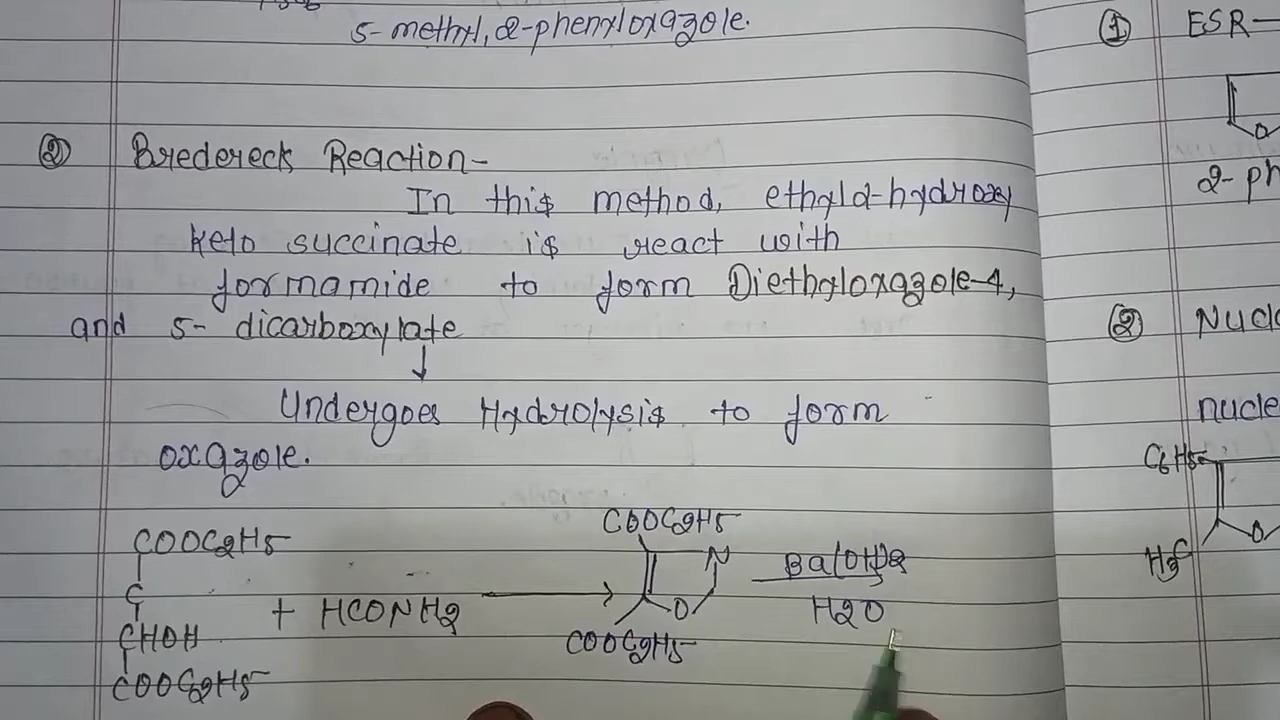 5-methyl, 2-phenyloxazole.
② Bredereck Reaction-
In this method, ethyl α-hydroxy
keto succinate is react with
formamide to form Diethyloxazole-4,
and 5- dicarboxylate
↓
Undergoes Hydrolysis to form
oxazole.
COOC2H5
C
CHOH
COOC2H5
+ HCONH2
COOC2H5
N
O
COOC2H5
Ba(OH)2
H2O
① ESR-
O
2- ph
② Nucl
nucle
C6H5
O
H3C